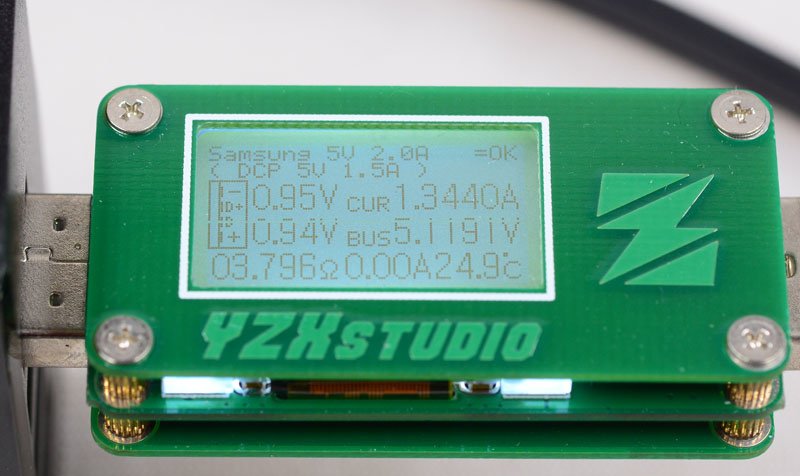 Samsung 5V 2.0A =OK
( DCP 5V 1.5A )
D- 0.95V CUR 1.3440A
D+ 0.94V BUS 5.1191V
03.796Ω 0.00A 24.9℃
YZXSTUDIO